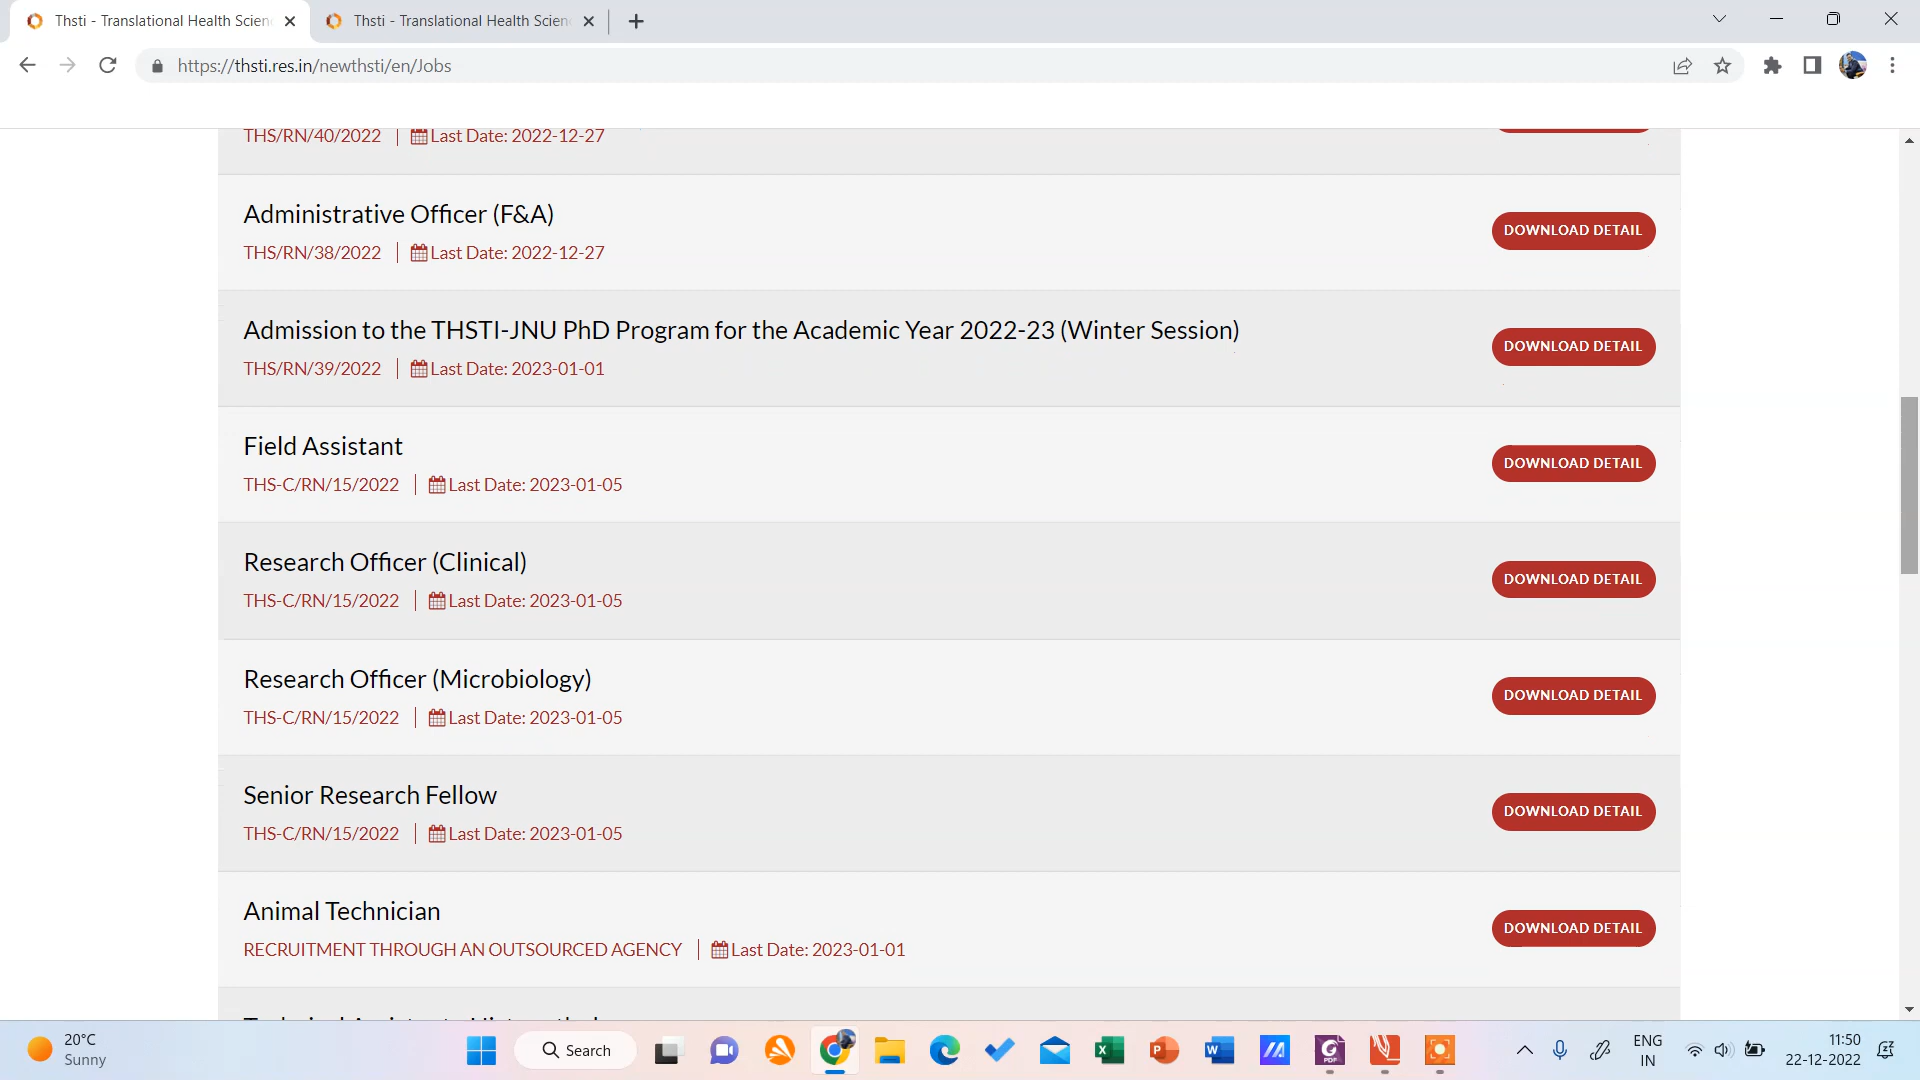 Thsti - Translational Health Scien
Thsti - Translational Health Scien
https://thsti.res.in/newthsti/en/Jobs
THS/RN/40/2022 Last Date: 2022-12-27
Administrative Officer (F&A)
THS/RN/38/2022 Last Date: 2022-12-27
DOWNLOAD DETAIL
Admission to the THSTI-JNU PhD Program for the Academic Year 2022-23 (Winter Session)
THS/RN/39/2022 Last Date: 2023-01-01
DOWNLOAD DETAIL
Field Assistant
THS-C/RN/15/2022 Last Date: 2023-01-05
DOWNLOAD DETAIL
Research Officer (Clinical)
THS-C/RN/15/2022 Last Date: 2023-01-05
DOWNLOAD DETAIL
Research Officer (Microbiology)
THS-C/RN/15/2022 Last Date: 2023-01-05
DOWNLOAD DETAIL
Senior Research Fellow
THS-C/RN/15/2022 Last Date: 2023-01-05
DOWNLOAD DETAIL
Animal Technician
RECRUITMENT THROUGH AN OUTSOURCED AGENCY Last Date: 2023-01-01
DOWNLOAD DETAIL
20°C
Sunny
Search
ENG
IN
11:50
22-12-2022